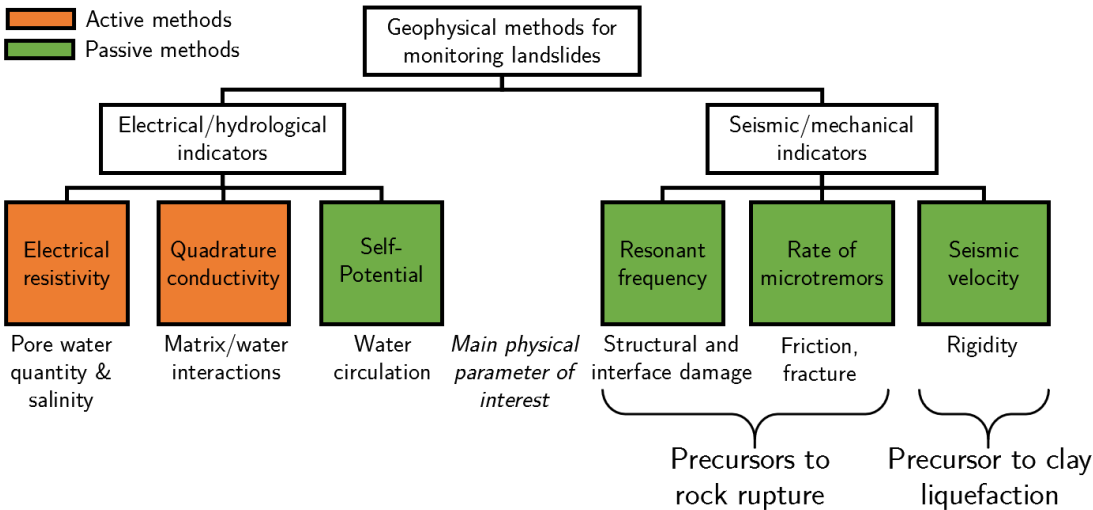 Active methods
Passive methods
Geophysical methods for
monitoring landslides
Electrical/hydrological
indicators
Seismic/mechanical
indicators
Electrical
resistivity
Quadrature
conductivity
Self-
Potential
Resonant
frequency
Rate of
microtremors
Seismic
velocity
Pore water
quantity &
salinity
Matrix/water
interactions
Water
circulation
Main physical
parameter of
interest
Structural and
interface damage
Friction,
fracture
Rigidity
Precursors to
rock rupture
Precursor to clay
liquefaction